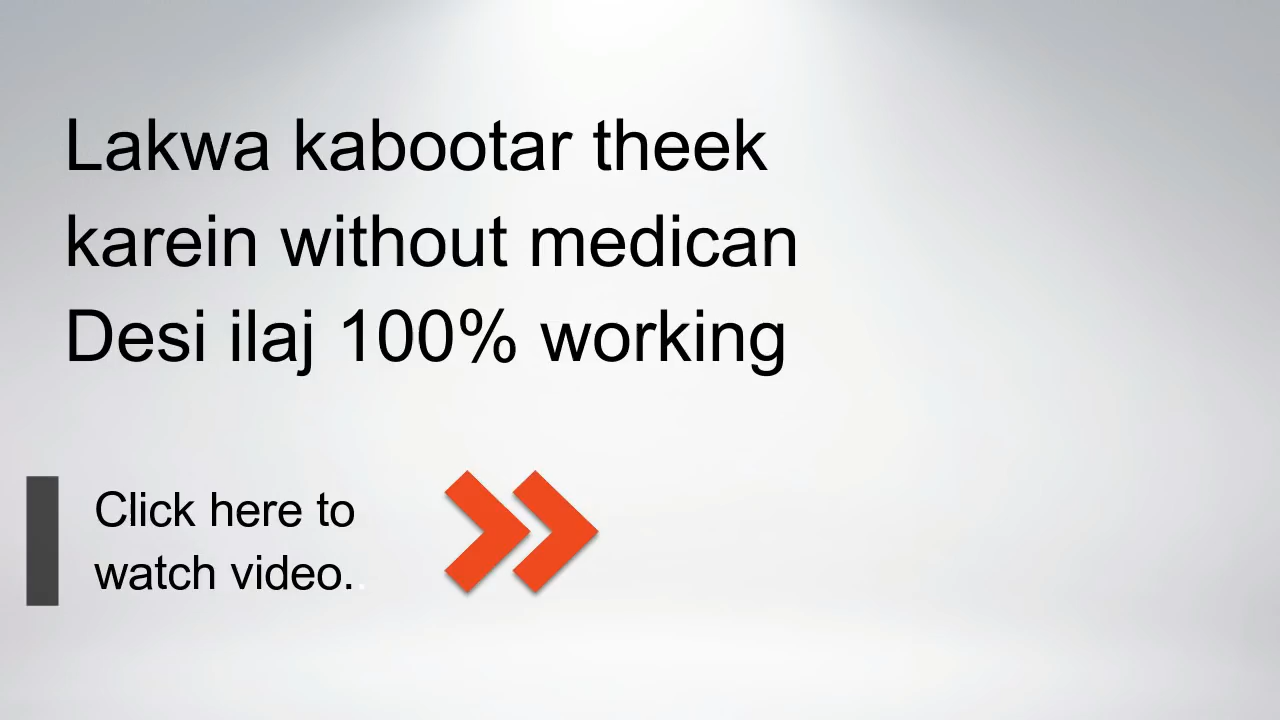 Lakwa kabootar theek
karein without medican
Desi ilaj 100% working
Click here to
watch video.